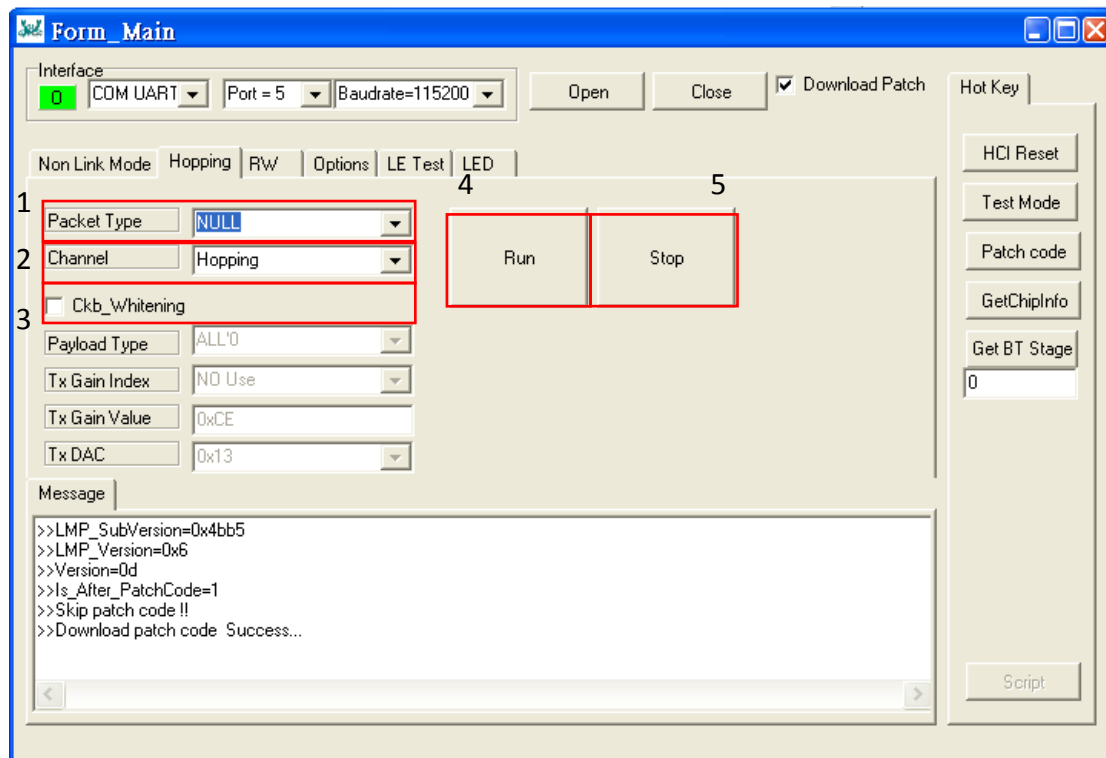 Form_Main
Interface
0 COM UART Port = 5 Baudrate=115200 Open Close Download Patch
Hot Key
Non Link Mode Hopping RW Options LE Test LED
HCI Reset
Test Mode
Patch code
GetChipInfo
Get BT Stage
0
Script
1 Packet Type NULL
2 Channel Hopping
3 Ckb_Whitening
Payload Type ALL'0
Tx Gain Index NO Use
Tx Gain Value 0xCE
Tx DAC 0x13
4 5
Run Stop
Message
>>LMP_SubVersion=0x4bb5
>>LMP_Version=0x6
>>Version=0d
>>Is_After_PatchCode=1
>>Skip patch code !!
>>Download patch code  Success...